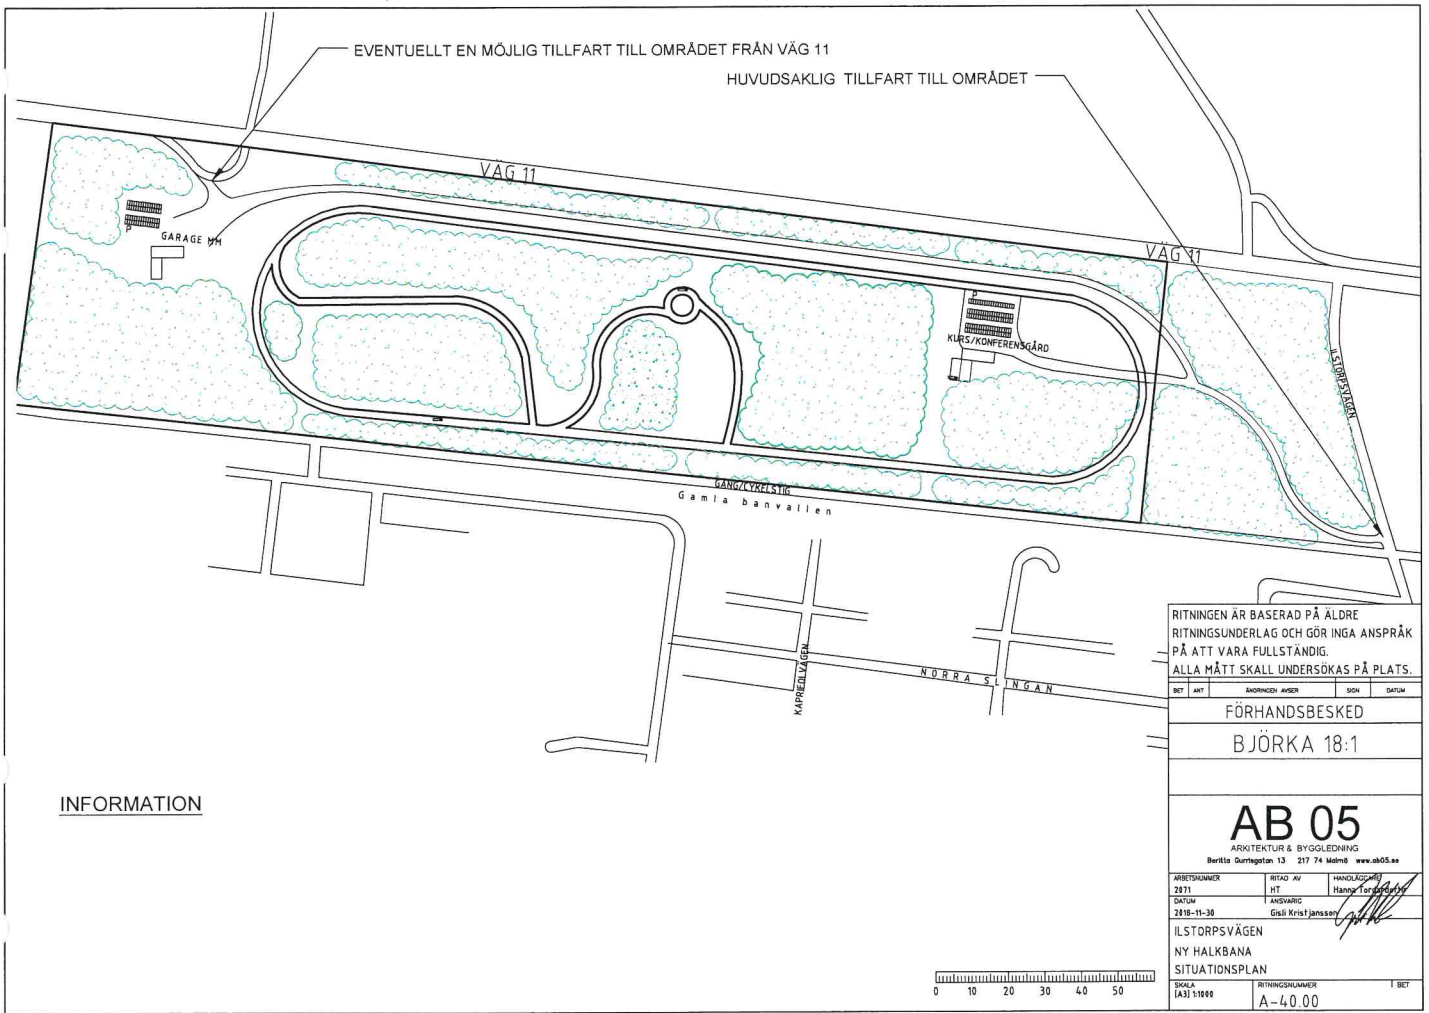 EVENTUELLT EN MÖJLIG TILLFART TILL OMRÅDET FRÅN VÄG 11
HUVUDSAKLIG TILLFART TILL OMRÅDET
VÄG 11
VÄG 11
P
GARAGE MM
P
KURS/KONFERENSGÅRD
ILSTORPSVÄGEN
GÅNG/CYKELSTIG
Gamla banvallen
KAPRIFOLVÄGEN
NORRA SLINGAN
INFORMATION
RITNINGEN ÄR BASERAD PÅ ÄLDRE
RITNINGSUNDERLAG OCH GÖR INGA ANSPRÅK
PÅ ATT VARA FULLSTÄNDIG.
ALLA MÅTT SKALL UNDERSÖKAS PÅ PLATS.
BET ANT ÄNDRINGEN AVSER SIGN DATUM
FÖRHANDSBESKED
BJÖRKA 18:1
AB 05
ARKITEKTUR & BYGGLEDNING
Beritta Gurrisgatan 13 217 74 Malmö www.ab05.se
ARBETSNUMMER RITAD AV HANDLÄGGARE
2071 HT Hanna
DATUM ANSVARIG
2018-11-30 Gisli Kristjansson
ILSTORPSVÄGEN
NY HALKBANA
SITUATIONSPLAN
SKALA RITNINGSNUMMER BET
[A3] 1:1000 A-40.00
0 10 20 30 40 50